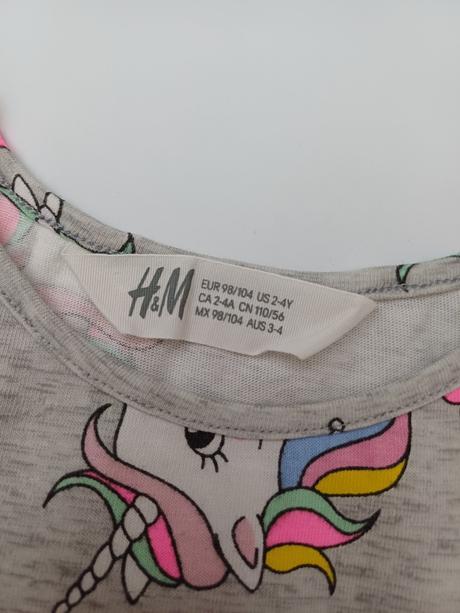 H&M
EUR 98/104 US 2-4Y
CA 2-4A CN 110/56
MX 98/104 AUS 3-4